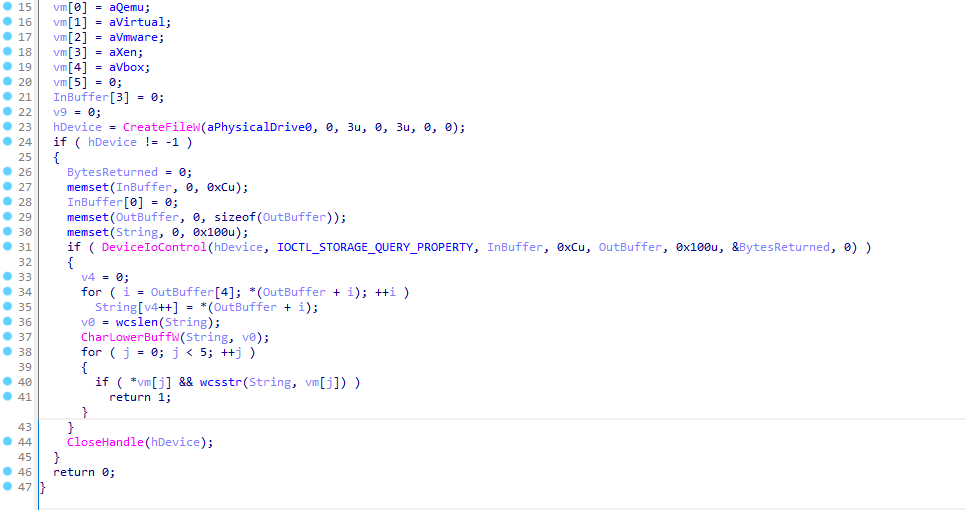 15 vm[0] = aQemu;
16 vm[1] = aVirtual;
17 vm[2] = aVmware;
18 vm[3] = aXen;
19 vm[4] = aVbox;
20 vm[5] = 0;
21 InBuffer[3] = 0;
22 v9 = 0;
23 hDevice = CreateFileW(aPhysicalDrive0, 0, 3u, 0, 3u, 0, 0);
24 if ( hDevice != -1 )
25 {
26 BytesReturned = 0;
27 memset(InBuffer, 0, 0xCu);
28 InBuffer[0] = 0;
29 memset(OutBuffer, 0, sizeof(OutBuffer));
30 memset(String, 0, 0x100u);
31 if ( DeviceIoControl(hDevice, IOCTL_STORAGE_QUERY_PROPERTY, InBuffer, 0xCu, OutBuffer, 0x100u, &BytesReturned, 0) )
32 {
33 v4 = 0;
34 for ( i = OutBuffer[4]; *(OutBuffer + i); ++i )
35 String[v4++] = *(OutBuffer + i);
36 v0 = wcslen(String);
37 CharLowerBuffW(String, v0);
38 for ( j = 0; j < 5; ++j )
39 {
40 if ( *vm[j] && wcsstr(String, vm[j]) )
41 return 1;
42 }
43 }
44 CloseHandle(hDevice);
45 }
46 return 0;
47 }